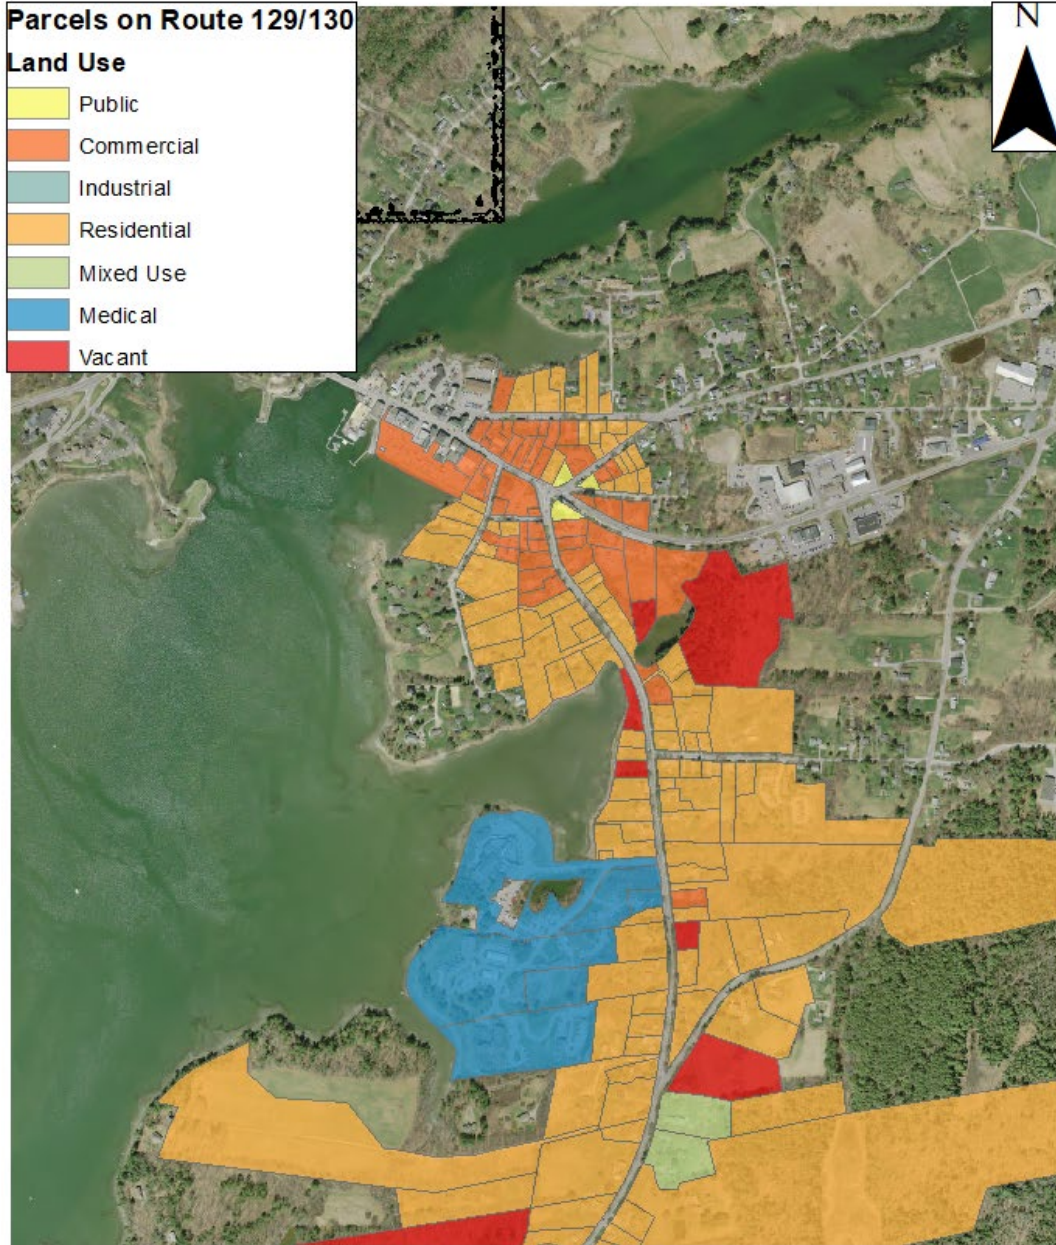 Parcels on Route 129/130
Land Use
Public
Commercial
Industrial
Residential
Mixed Use
Medical
Vacant
N